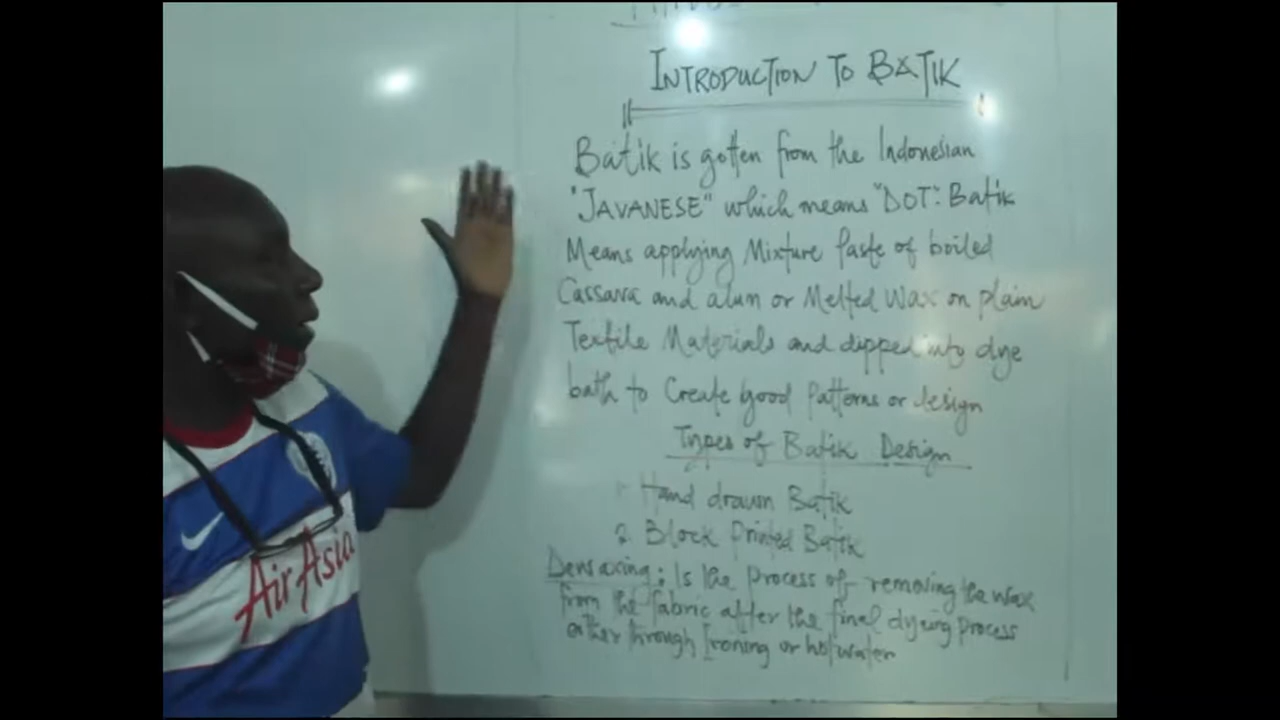 INTRODUCTION TO BATIK
Batik is gotten from the Indonesian
"JAVANESE" which means "DOT". Batik
Means applying Mixture Paste of boiled
Cassava and alum or Melted Wax on plain
Textile Materials and dipped into dye
bath to Create good Patterns or design
Types of Batik Design
Hand drawn Batik
2. Block Printed Batik
Dewaxing: Is the process of removing the wax
from the fabric after the final dyeing process
either through Ironing or hot water
Air Asia